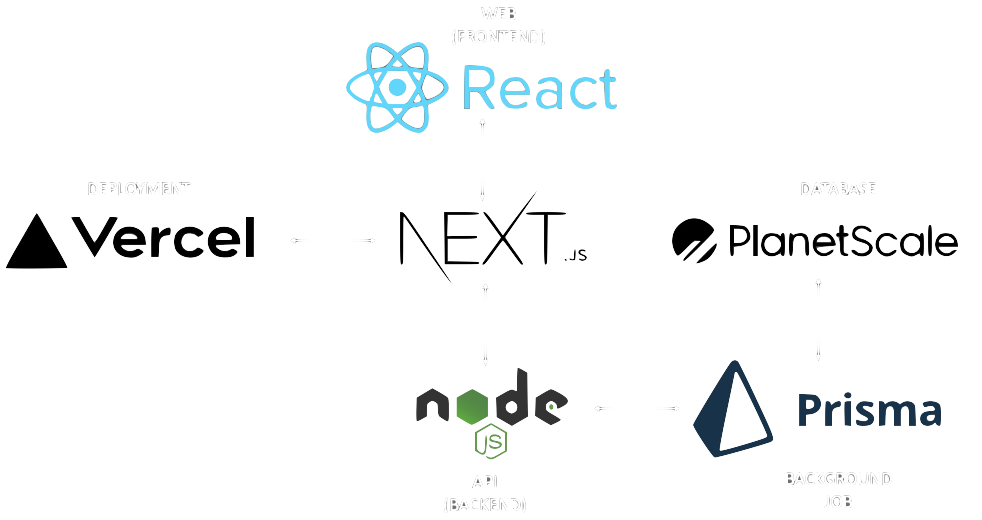 WEB
(FRONTEND)
React
DEPLOYMENT
DATABASE
Vercel
NEXT.JS
PlanetScale
node
JS
Prisma
API
(BACKEND)
BACKGROUND
JOB